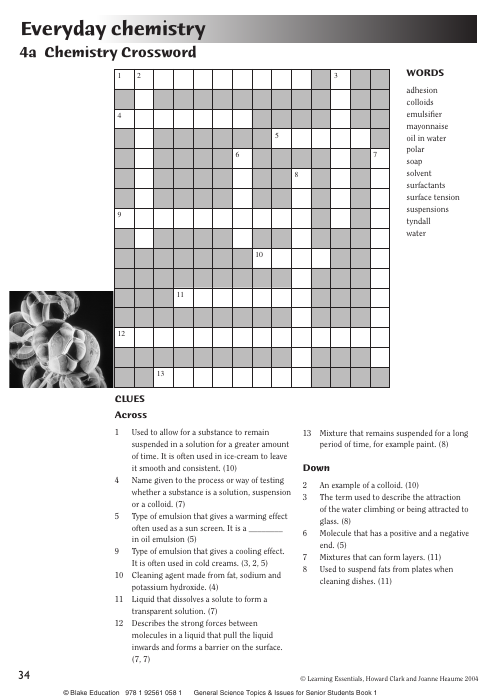 Everyday chemistry
4a Chemistry Crossword
1 2 3
4
5
6 7
8
9
10
11
12
13
WORDS
adhesion
colloids
emulsifier
mayonnaise
oil in water
polar
soap
solvent
surfactants
surface tension
suspensions
tyndall
water
CLUES
Across
1 Used to allow for a substance to remain
suspended in a solution for a greater amount
of time. It is often used in ice-cream to leave
it smooth and consistent. (10)
4 Name given to the process or way of testing
whether a substance is a solution, suspension
or a colloid. (7)
5 Type of emulsion that gives a warming effect
often used as a sun screen. It is a ________
in oil emulsion (5)
9 Type of emulsion that gives a cooling effect.
It is often used in cold creams. (3, 2, 5)
10 Cleaning agent made from fat, sodium and
potassium hydroxide. (4)
11 Liquid that dissolves a solute to form a
transparent solution. (7)
12 Describes the strong forces between
molecules in a liquid that pull the liquid
inwards and forms a barrier on the surface.
(7, 7)
13 Mixture that remains suspended for a long
period of time, for example paint. (8)
Down
2 An example of a colloid. (10)
3 The term used to describe the attraction
of the water climbing or being attracted to
glass. (8)
6 Molecule that has a positive and a negative
end. (5)
7 Mixtures that can form layers. (11)
8 Used to suspend fats from plates when
cleaning dishes. (11)
34
© Learning Essentials, Howard Clark and Joanne Heaume 2004
© Blake Education 978 1 92561 058 1 General Science Topics & Issues for Senior Students Book 1